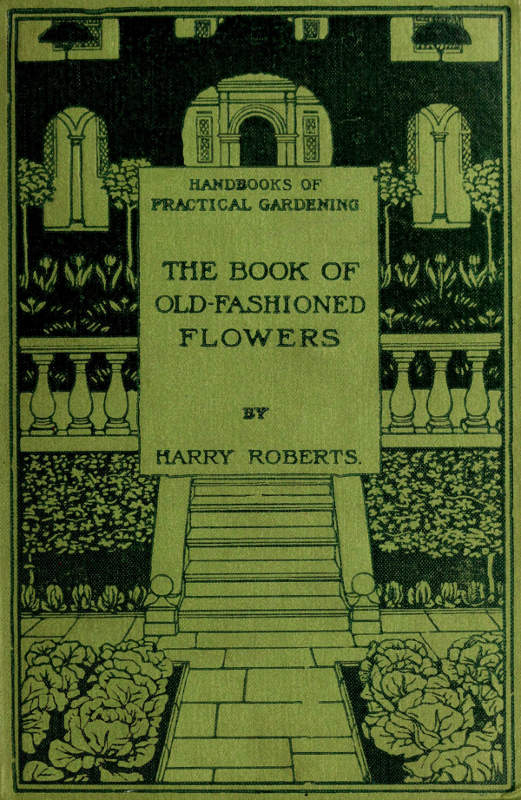 HANDBOOKS OF
PRACTICAL GARDENING
THE BOOK OF
OLD-FASHIONED
FLOWERS
BY
HARRY ROBERTS.